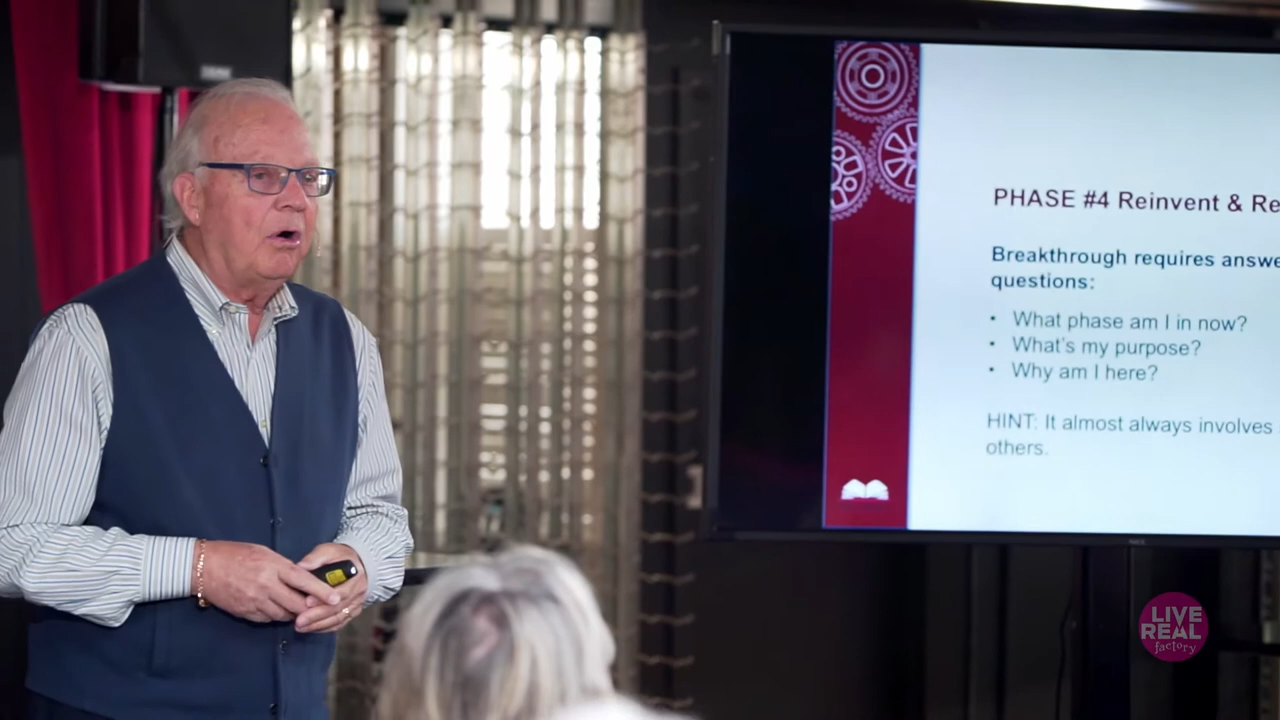 PHASE #4 Reinvent & Re
Breakthrough requires answe
questions:
• What phase am I in now?
• What's my purpose?
• Why am I here?
HINT: It almost always involves
others.
LIVE
REAL
factory